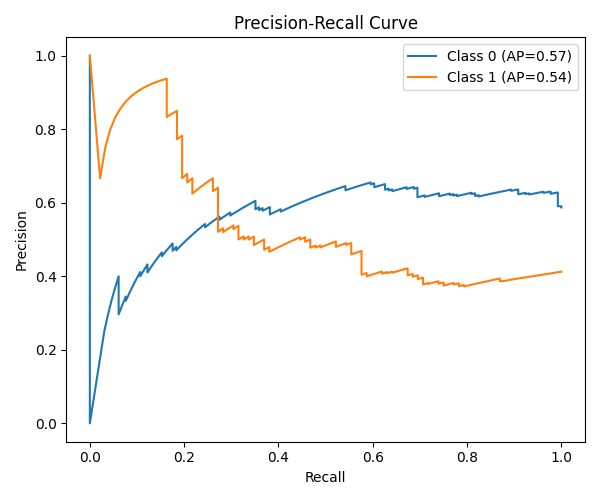 Precision-Recall Curve
Class 0 (AP=0.57)
Class 1 (AP=0.54)
1.0
0.8
0.6
0.4
0.2
0.0
Precision
0.0 0.2 0.4 0.6 0.8 1.0
Recall